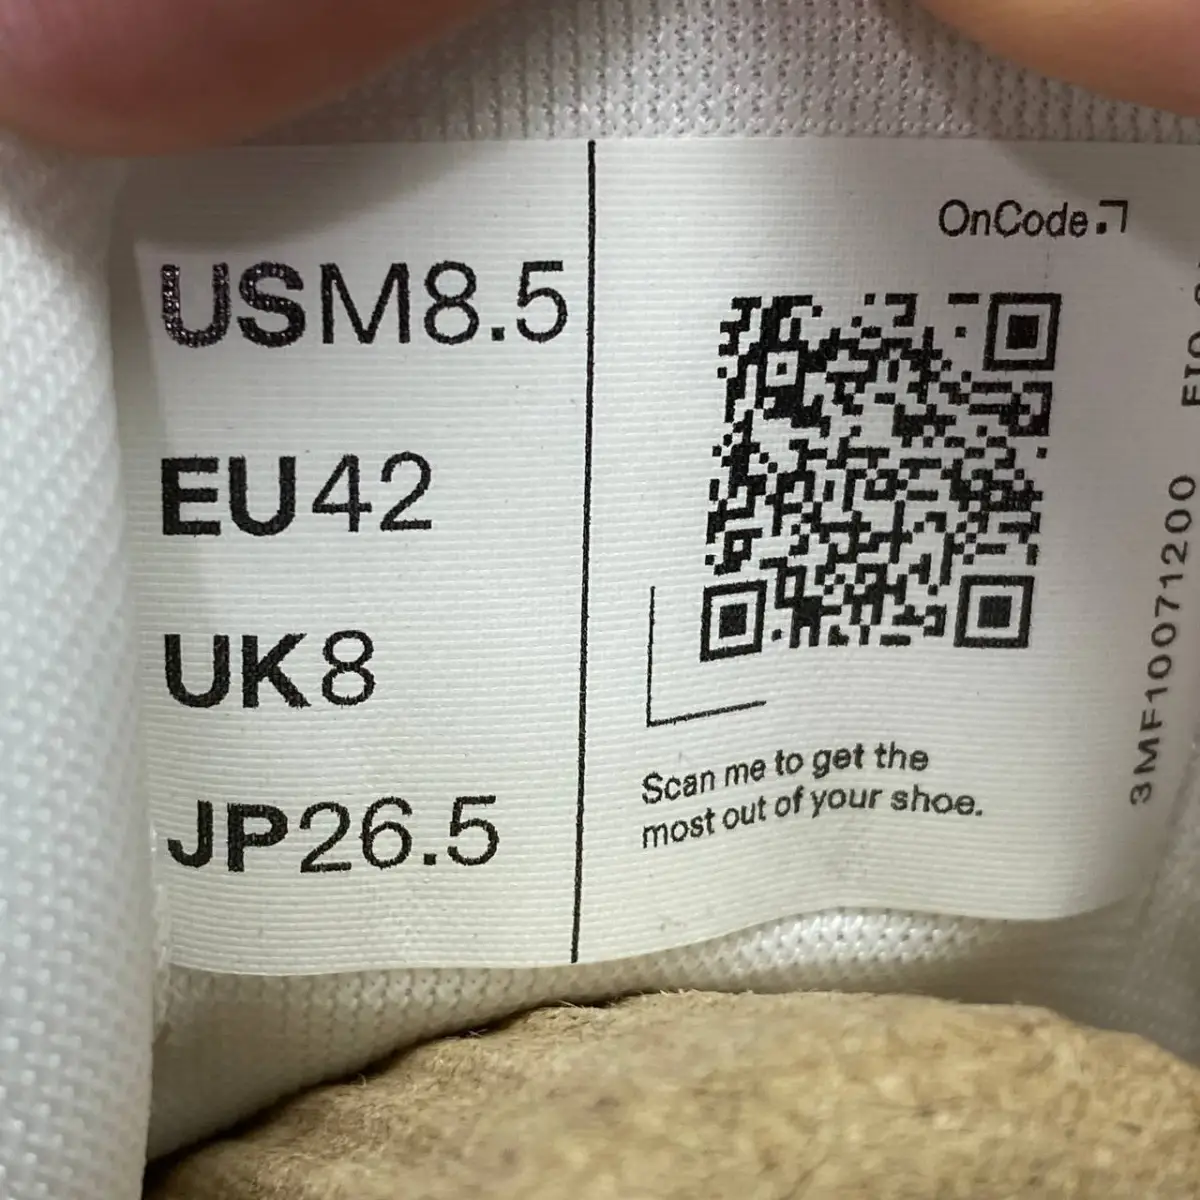 USM8.5
EU42
UK8
JP26.5
OnCode
Scan me to get the
most out of your shoe.
3MF10071200